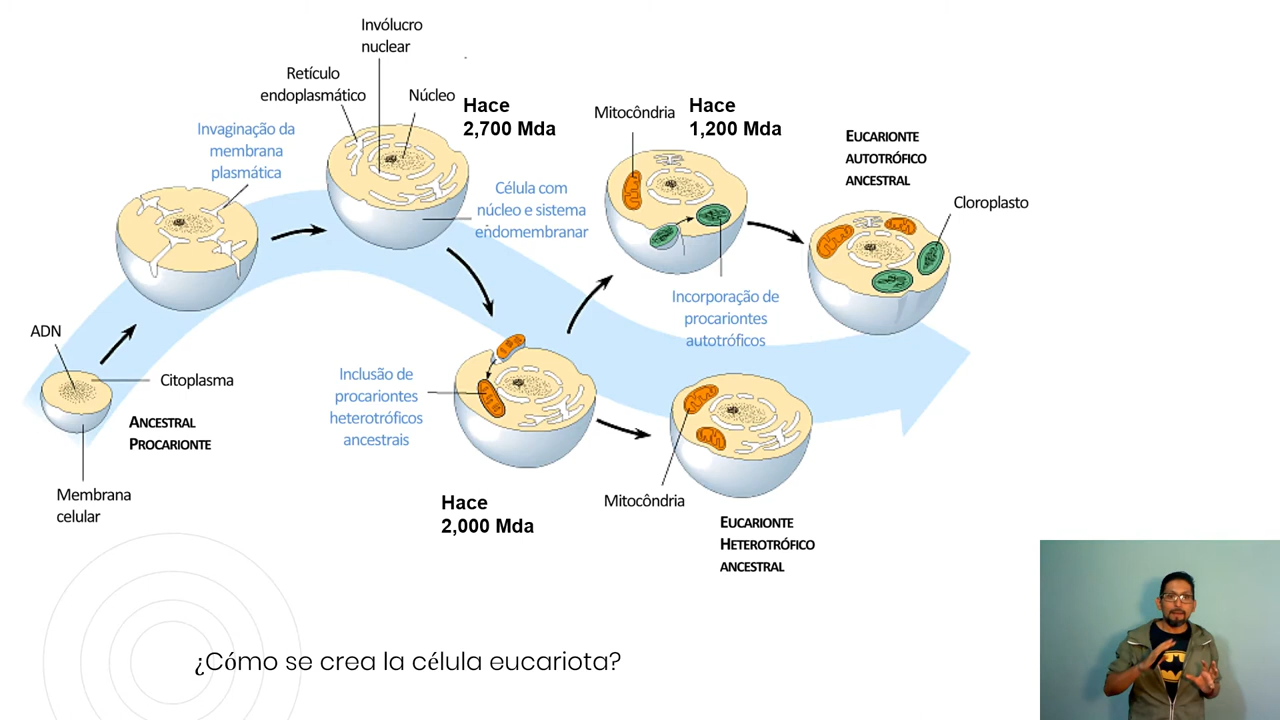 Invólucro
nuclear
Retículo
endoplasmático
Núcleo
Hace
2,700 Mda
Invaginação da
membrana
plasmática
Célula com
núcleo e sistema
endomembranar
Mitocôndria
Hace
1,200 Mda
EUCARIONTE
AUTOTRÓFICO
ANCESTRAL
Cloroplasto
Incorporação de
procariontes
autotróficos
ADN
Citoplasma
ANCESTRAL
PROCARIONTE
Membrana
celular
Inclusão de
procariontes
heterotróficos
ancestrais
Hace
2,000 Mda
Mitocôndria
EUCARIONTE
HETEROTRÓFICO
ANCESTRAL
¿Cómo se crea la célula eucariota?